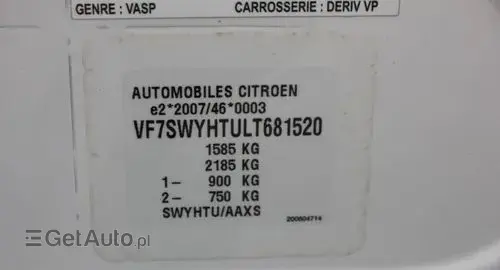 GENRE : VASP CARROSSERIE : DERIV VP
AUTOMOBILES CITROEN
e2*2007/46*0003
VF7SWYHTULT681520
1585 KG
2185 KG
1- 900 KG
2- 750 KG
SWYHTU/AAXS 200604714
GetAuto.pl